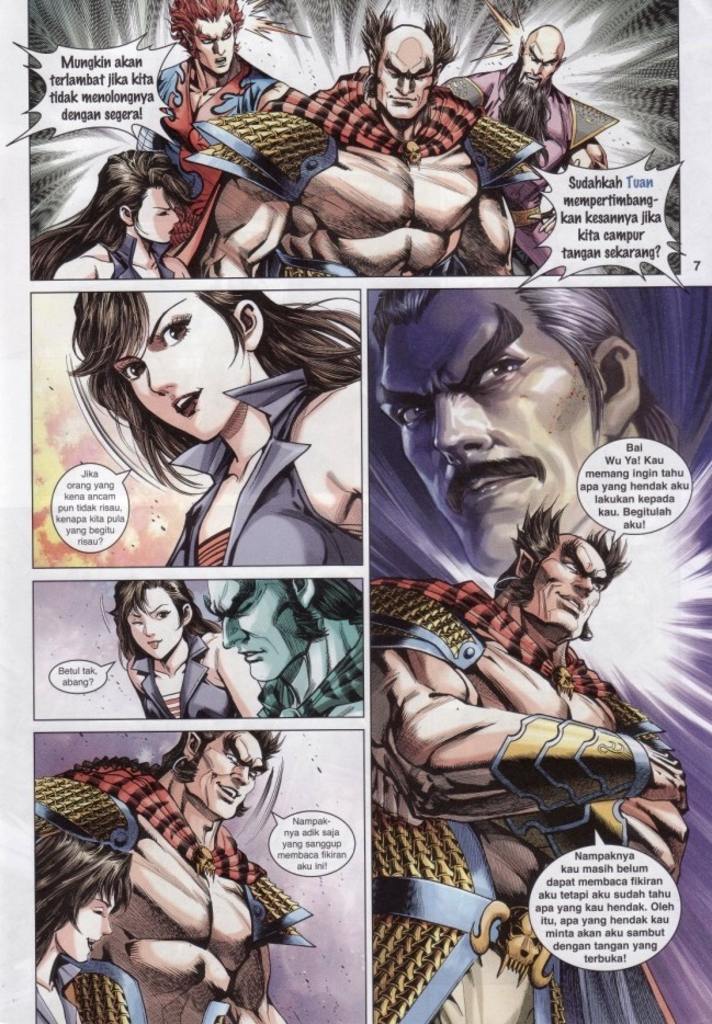 Mungkin akan
terlambat jika kita
tidak menolongnya
dengan segera!
Sudahkah Tuan
mempertimbang-
kan kesannya jika
kita campur
tangan sekarang?
7
Jika
orang yang
kena ancam
pun tidak risau,
kenapa kita pula
yang begitu
risau?
Betul tak,
abang?
Nampak-
nya adik saja
yang sanggup
membaca fikiran
aku ini!
Bai
Wu Ya! Kau
memang ingin tahu
apa yang hendak aku
lakukan kepada
kau. Begitulah
aku!
Nampaknya
kau masih belum
dapat membaca fikiran
aku tetapi aku sudah tahu
apa yang kau hendak. Oleh
itu, apa yang hendak kau
minta akan aku sambut
dengan tangan yang
terbuka!